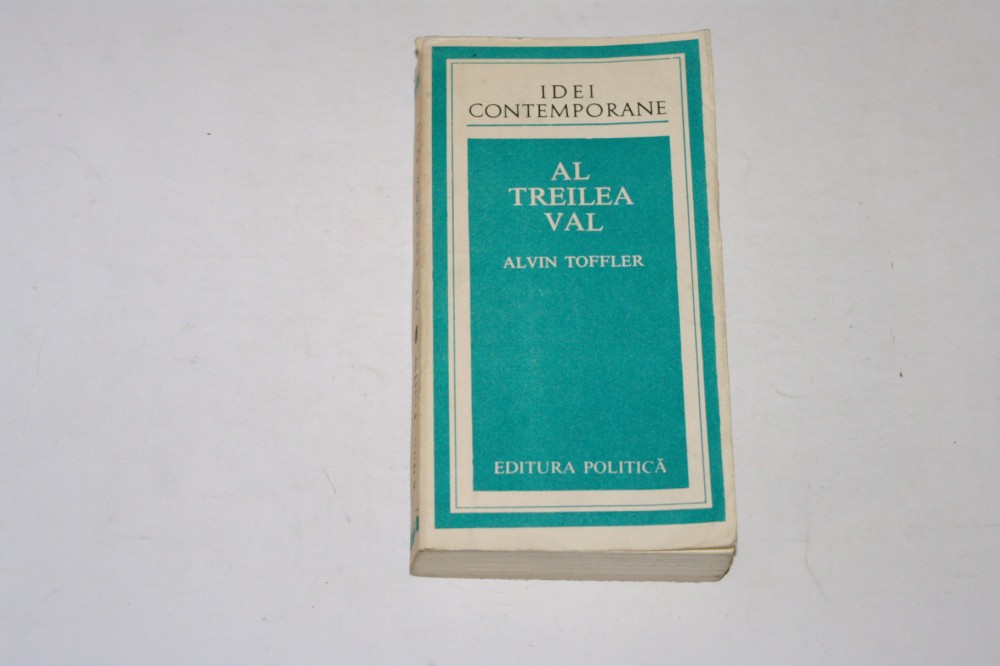 IDEI
CONTEMPORANE
AL
TREILEA
VAL
ALVIN TOFFLER
EDITURA POLITICĂ